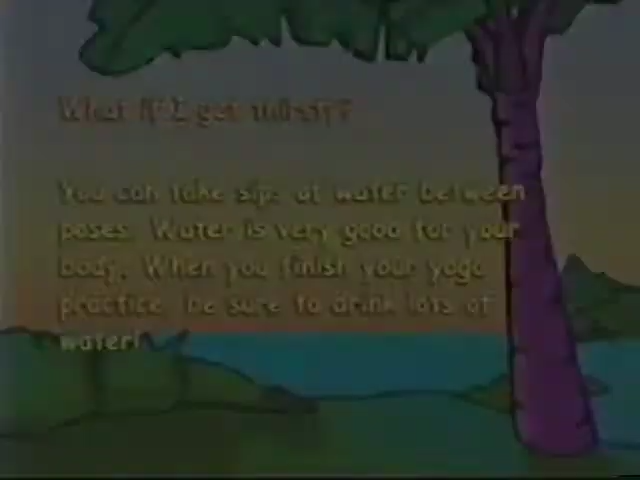 What if I get thirsty?
You can take sips of water between
poses. Water is very good for your
body. When you finish your yoga
practice, be sure to drink lots of
water!